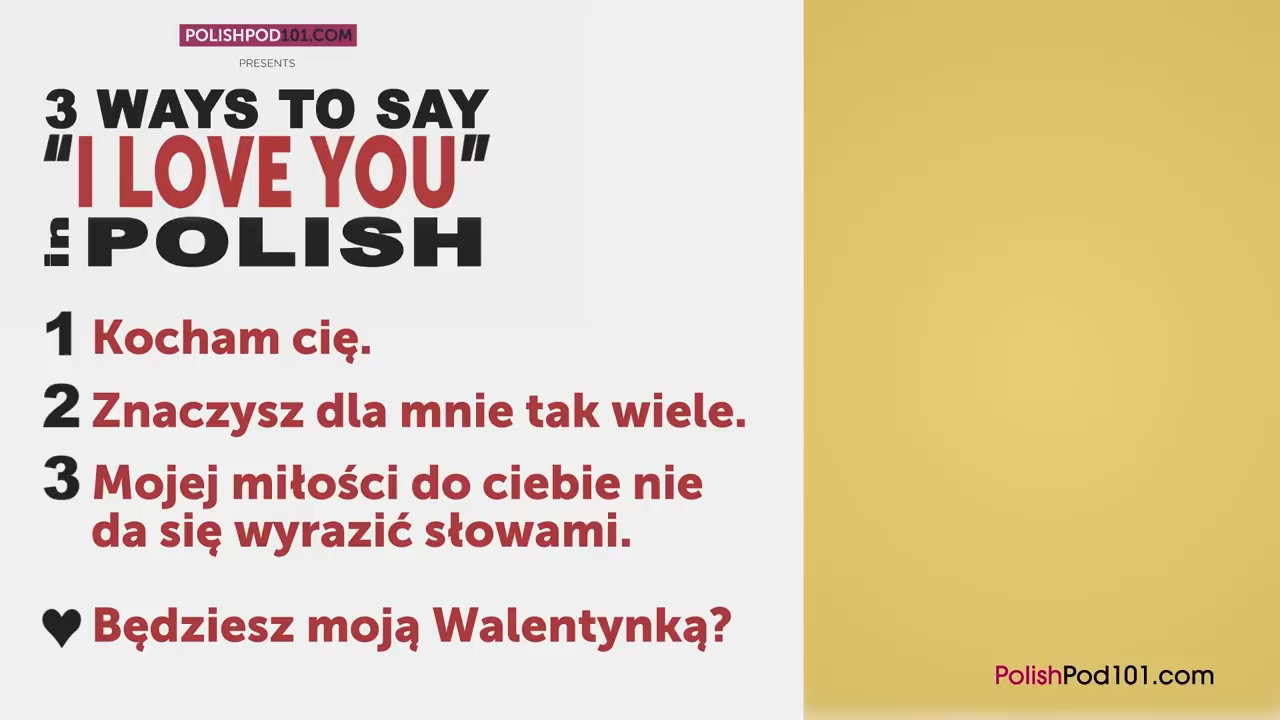 POLISHPOD101.COM
PRESENTS
3 WAYS TO SAY
"I LOVE YOU"
in POLISH
1 Kocham cię.
2 Znaczysz dla mnie tak wiele.
3 Mojej miłości do ciebie nie
da się wyrazić słowami.
♥ Będziesz moją Walentynką?
PolishPod101.com